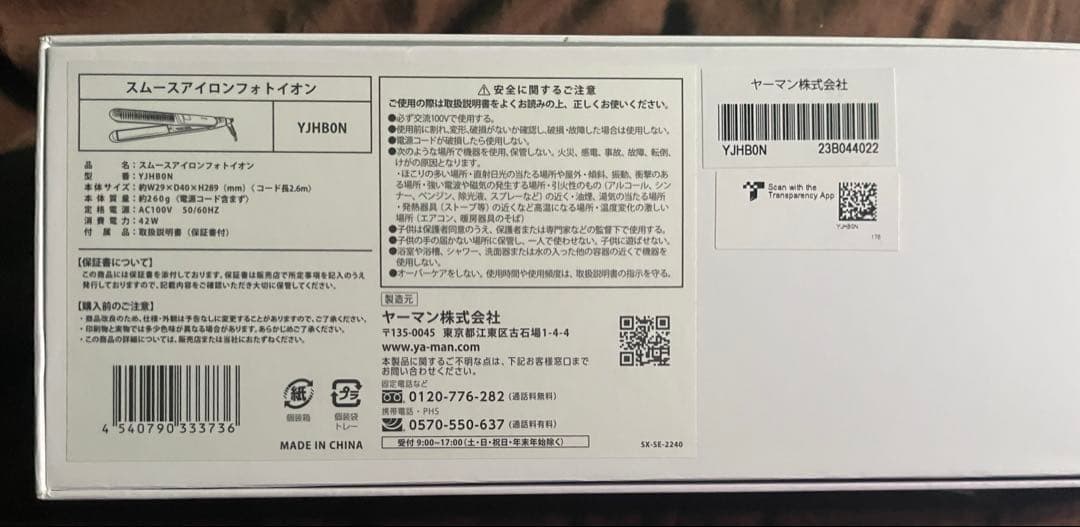 スムースアイロンフォトイオン
YJHB0N
品名：スムースアイロンフォトイオン
型番：YJHB0N
本体サイズ：約W29×D40×H289（mm）〈コード長2.6m〉
本体質量：約260g（電源コード含まず）
定格電源：AC100V 50/60HZ
消費電力：42W
付属品：取扱説明書（保証書付）
【保証書について】
この商品には保証書を添付しております。保証書は販売店で所定事項を記入のうえ
発行しておりますので、記載内容をご確認いただき大切に保管してください。
【購入前のご注意】
・商品改良のため、仕様・外観は予告なしに変更することがありますので、ご了承ください。
・印刷物と実物では多少色味が異なる場合があります。あらかじめご了承ください。
・この商品の詳細については、販売店または当社におたずねください。
4 540790 333736
紙
個装箱
プラ
個装袋
トレー
MADE IN CHINA
⚠安全に関するご注意
ご使用の際は取扱説明書をよくお読みの上、正しくお使いください。
●必ず交流100Vで使用する。
●使用前に割れ、変形、破損がないか確認し、破損・故障した場合は使用しない。
●電源コードが破損したら使用しない。
●次のような場所で機器を使用、保管しない。火災、感電、事故、故障、転倒、
けがの原因となります。
・ほこりの多い場所・直射日光の当たる場所や屋外・傾斜、振動、衝撃のあ
る場所・強い電波や磁気の発生する場所・引火性のもの（アルコール、シン
ナー、ベンジン、除光液、スプレーなど）の近く・油煙、湯気の当たる場所
・発熱器具（ストーブ等）の近くなど高温になる場所・温度変化の激しい
場所（エアコン、暖房器具のそば）
●子供は保護者同意のうえ、保護者または専門家などの監督下で使用する。
●子供の手の届かない場所に保管し、一人で使わせない。子供に遊ばせない。
●浴室や浴槽、シャワー、洗面器または水の入った他の容器の近くで機器を
使用しない。
●オーバーケアをしない。使用時間や使用頻度は、取扱説明書の指示を守る。
製造元
ヤーマン株式会社
〒135-0045 東京都江東区古石場1-4-4
www.ya-man.com
本製品に関するご不明な点は、下記お客様窓口まで
お問い合わせください。
固定電話など
0120-776-282（通話料無料）
携帯電話・PHS
0570-550-637（通話料有料）
受付 9:00~17:00（土・日・祝日・年末年始除く）
SX-SE-2240
ヤーマン株式会社
YJHB0N 23B044022
Scan with the
Transparency App
YJHB0N
176